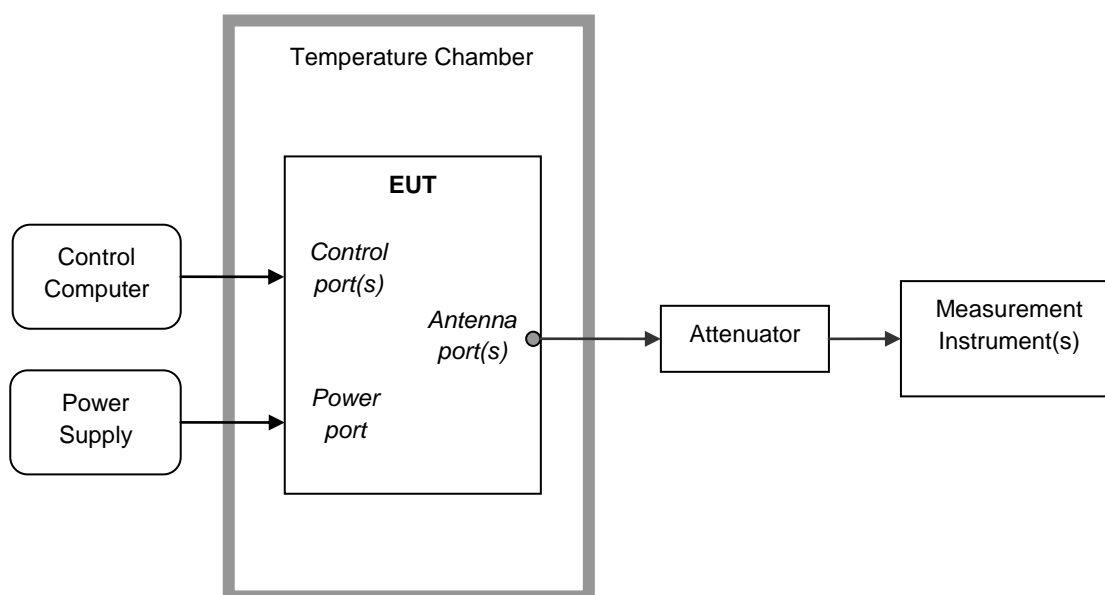 Temperature Chamber
EUT
Control
Computer
Control
port(s)
Antenna
port(s)
Attenuator
Measurement
Instrument(s)
Power
Supply
Power
port